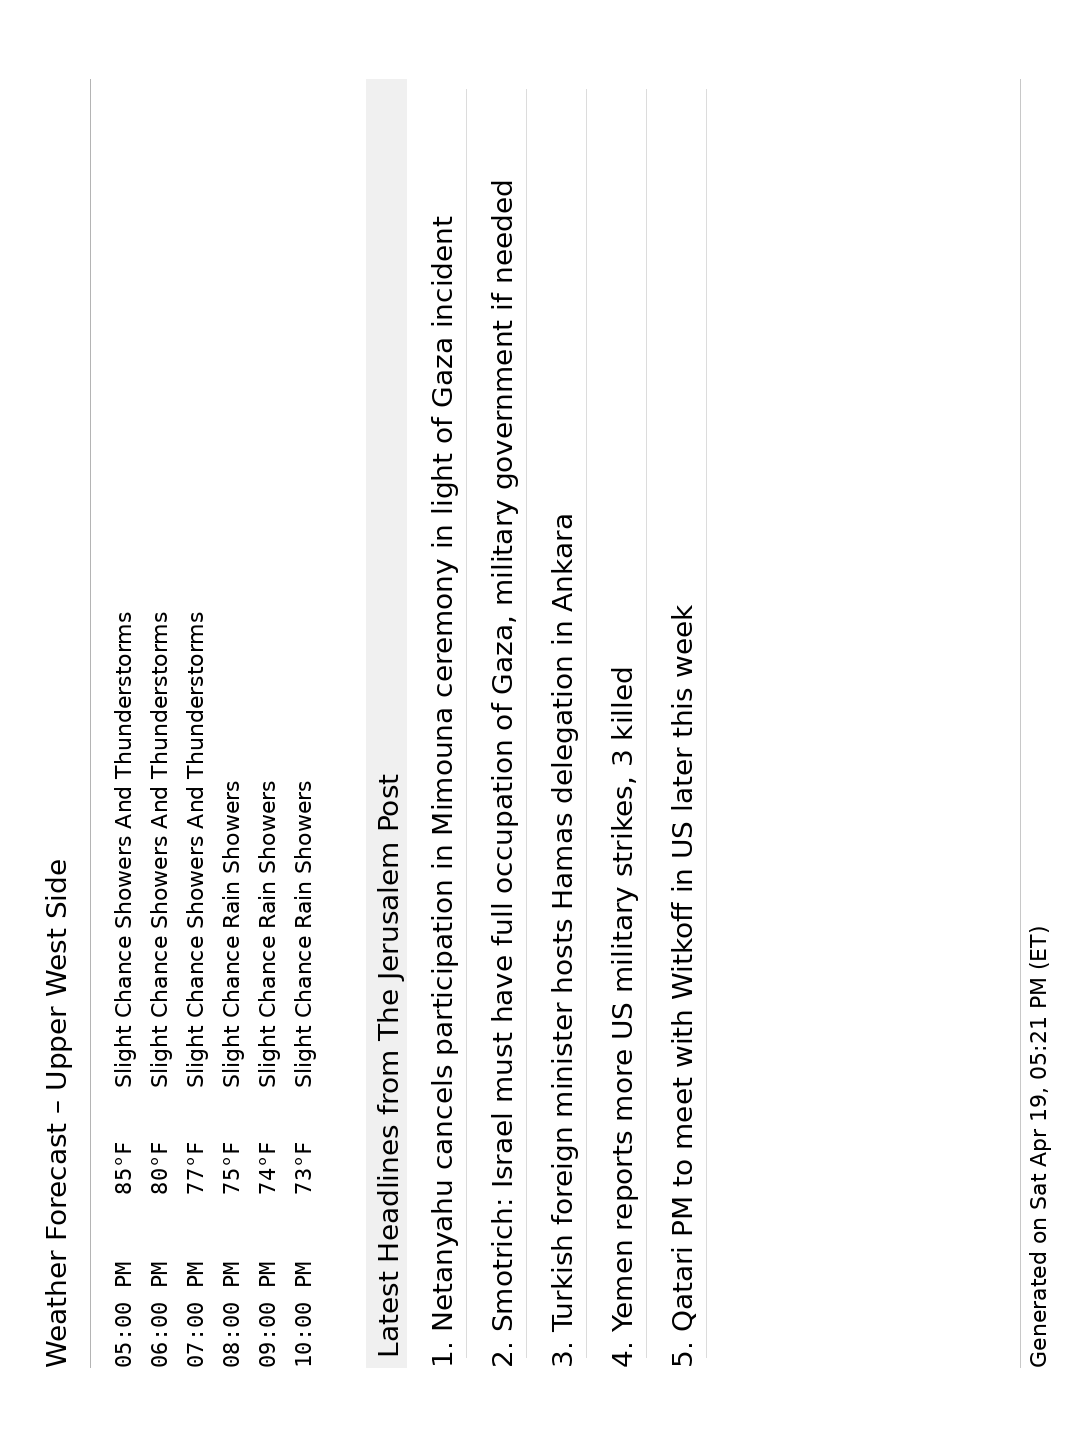 Weather Forecast – Upper West Side
05:00 PM 85°F Slight Chance Showers And Thunderstorms
06:00 PM 80°F Slight Chance Showers And Thunderstorms
07:00 PM 77°F Slight Chance Showers And Thunderstorms
08:00 PM 75°F Slight Chance Rain Showers
09:00 PM 74°F Slight Chance Rain Showers
10:00 PM 73°F Slight Chance Rain Showers
Latest Headlines from The Jerusalem Post
1. Netanyahu cancels participation in Mimouna ceremony in light of Gaza incident
2. Smotrich: Israel must have full occupation of Gaza, military government if needed
3. Turkish foreign minister hosts Hamas delegation in Ankara
4. Yemen reports more US military strikes, 3 killed
5. Qatari PM to meet with Witkoff in US later this week
Generated on Sat Apr 19, 05:21 PM (ET)